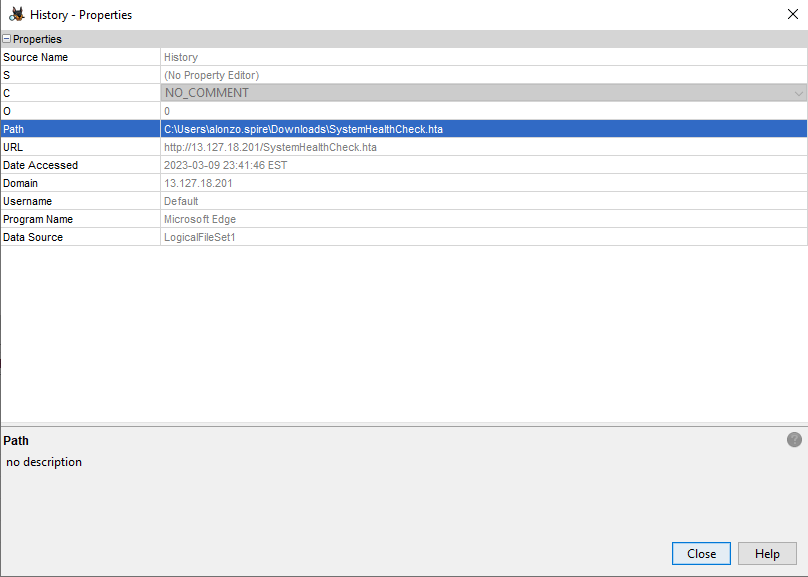 History - Properties
Properties
Source Name History
S (No Property Editor)
C NO_COMMENT
O 0
Path C:\Users\alonzo.spire\Downloads\SystemHealthCheck.hta
URL http://13.127.18.201/SystemHealthCheck.hta
Date Accessed 2023-03-09 23:41:46 EST
Domain 13.127.18.201
Username Default
Program Name Microsoft Edge
Data Source LogicalFileSet1
Path
?
no description
Close Help